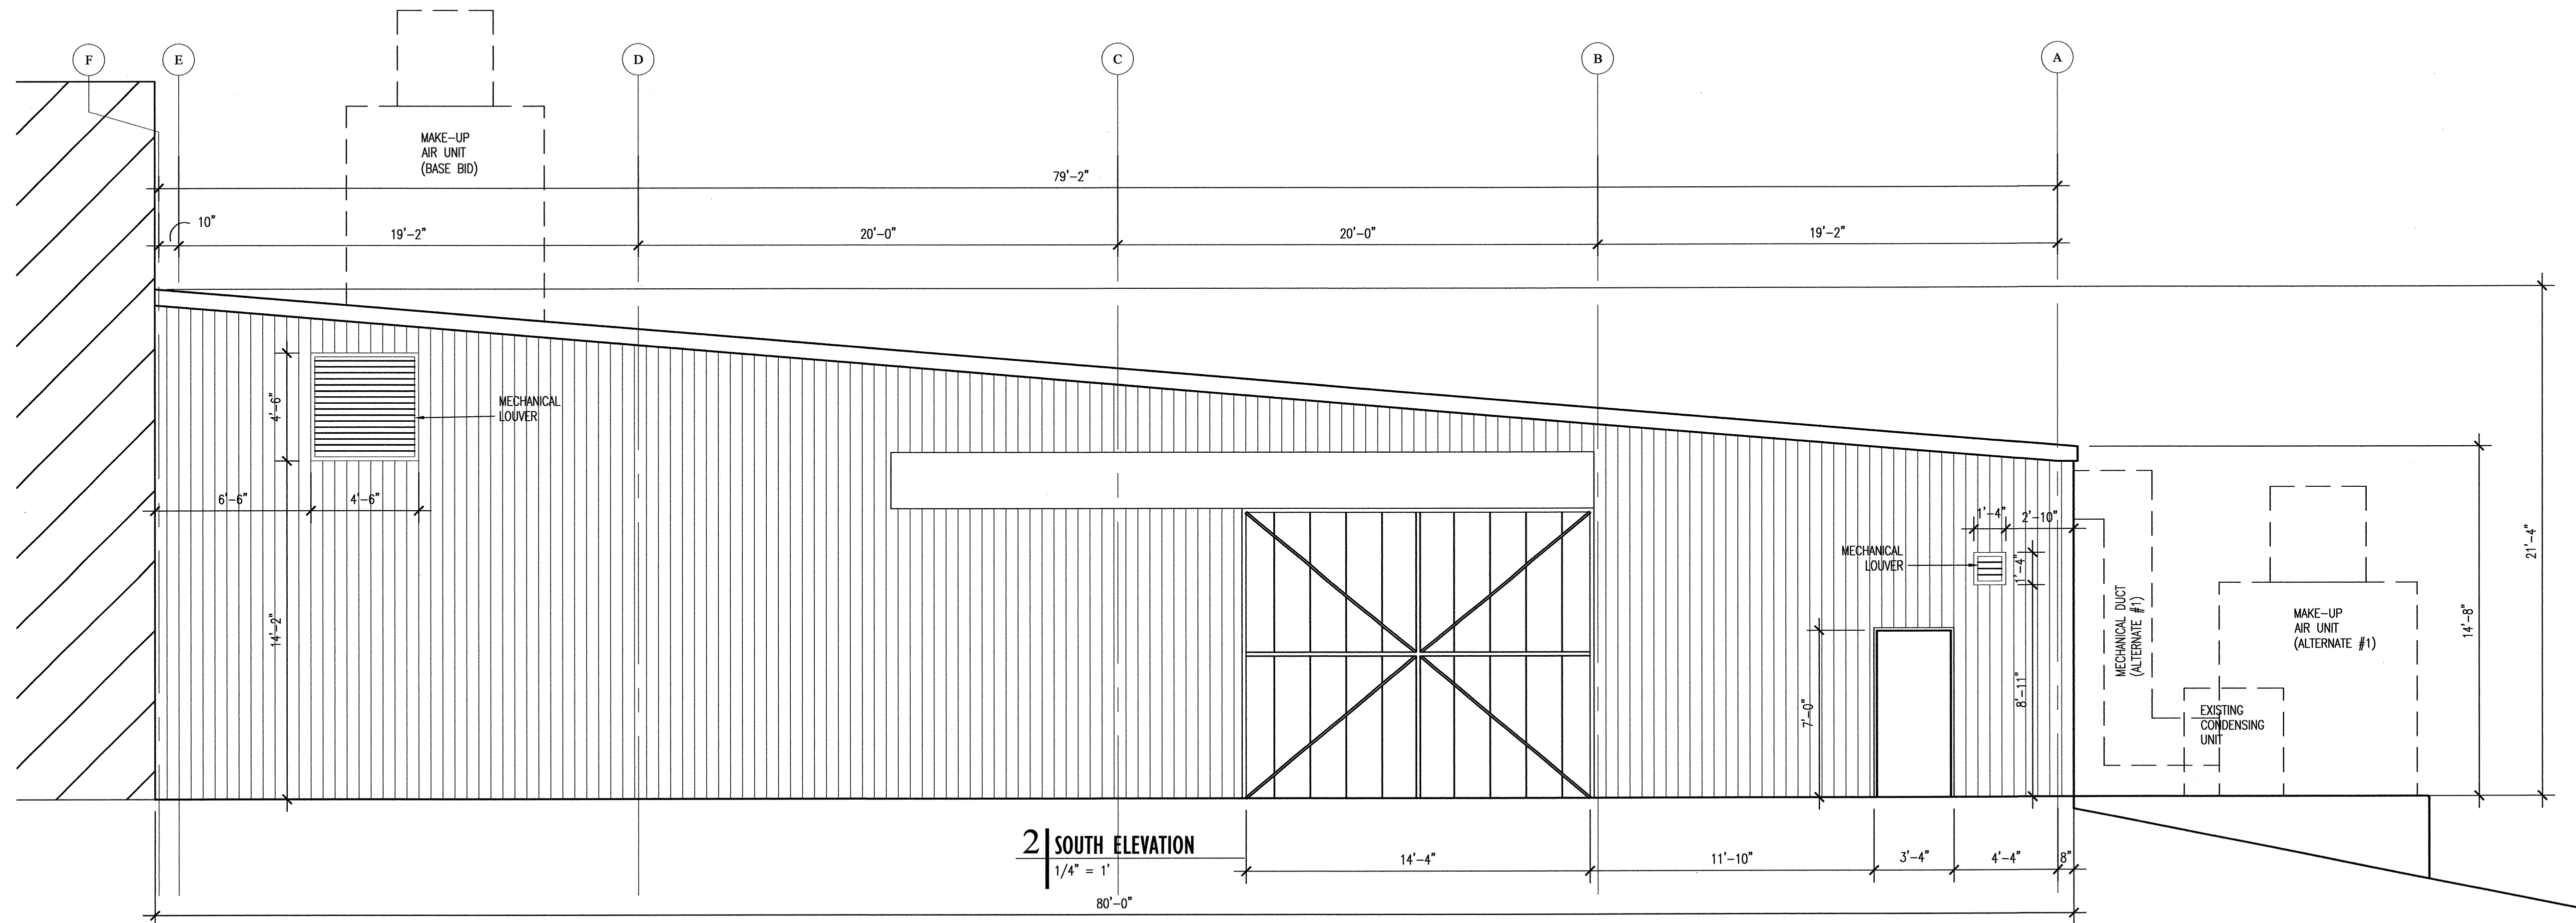 F
E
D
C
B
A
MAKE-UP
AIR UNIT
(BASE BID)
79'-2"
10"
19'-2"
20'-0"
20'-0"
19'-2"
4'-6"
MECHANICAL
LOUVER
6'-6"
4'-6"
14'-2"
1'-4"
2'-10"
MECHANICAL
LOUVER
1'-4"
8'-11"
7'-0"
MECHANICAL DUCT
(ALTERNATE #1)
MAKE-UP
AIR UNIT
(ALTERNATE #1)
EXISTING
CONDENSING
UNIT
14'-8"
21'-4"
2 SOUTH ELEVATION
1/4" = 1'
14'-4"
11'-10"
3'-4"
4'-4"
8"
80'-0"